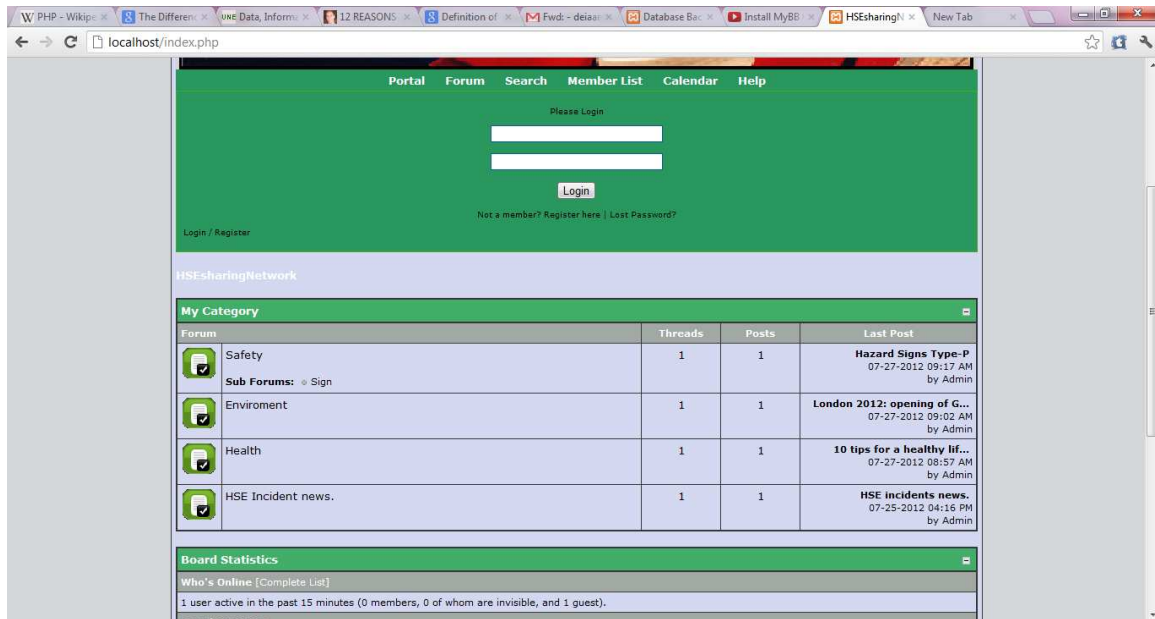 PHP - Wikipe
The Differenc
UNE Data, Informa
12 REASONS
Definition of
Fwd: - deiaa
Database Bac
Install MyBB
HSEsharingN
New Tab
localhost/index.php
Portal Forum Search Member List Calendar Help
Please Login
Login
Not a member? Register here | Lost Password?
Login / Register
HSEsharingNetwork
My Category
Forum Threads Posts Last Post
Safety 1 1 Hazard Signs Type-P
07-27-2012 09:17 AM
Sub Forums: Sign by Admin
Enviroment 1 1 London 2012: opening of G...
07-27-2012 09:02 AM
by Admin
Health 1 1 10 tips for a healthy lif...
07-27-2012 08:57 AM
by Admin
HSE Incident news. 1 1 HSE incidents news.
07-25-2012 04:16 PM
by Admin
Board Statistics
Who's Online [Complete List]
1 user active in the past 15 minutes (0 members, 0 of whom are invisible, and 1 guest).